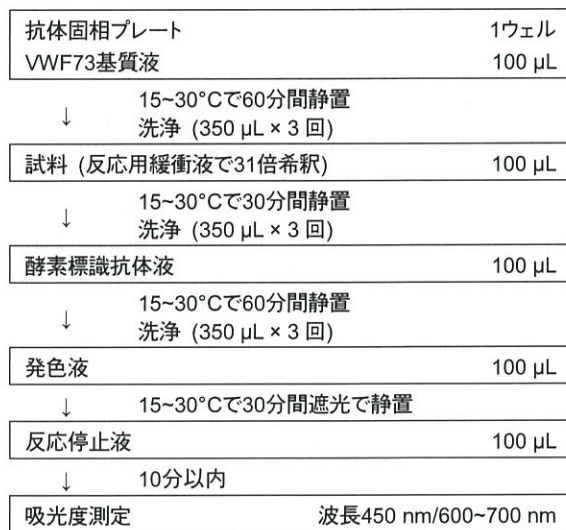 抗体固相プレート 1ウェル
VWF73基質液 100 µL
↓ 15~30°Cで60分間静置
洗浄 (350 µL × 3 回)
試料 (反応用緩衝液で31倍希釈) 100 µL
↓ 15~30°Cで30分間静置
洗浄 (350 µL × 3 回)
酵素標識抗体液 100 µL
↓ 15~30°Cで60分間静置
洗浄 (350 µL × 3 回)
発色液 100 µL
↓ 15~30°Cで30分間遮光で静置
反応停止液 100 µL
↓ 10分以内
吸光度測定 波長450 nm/600~700 nm